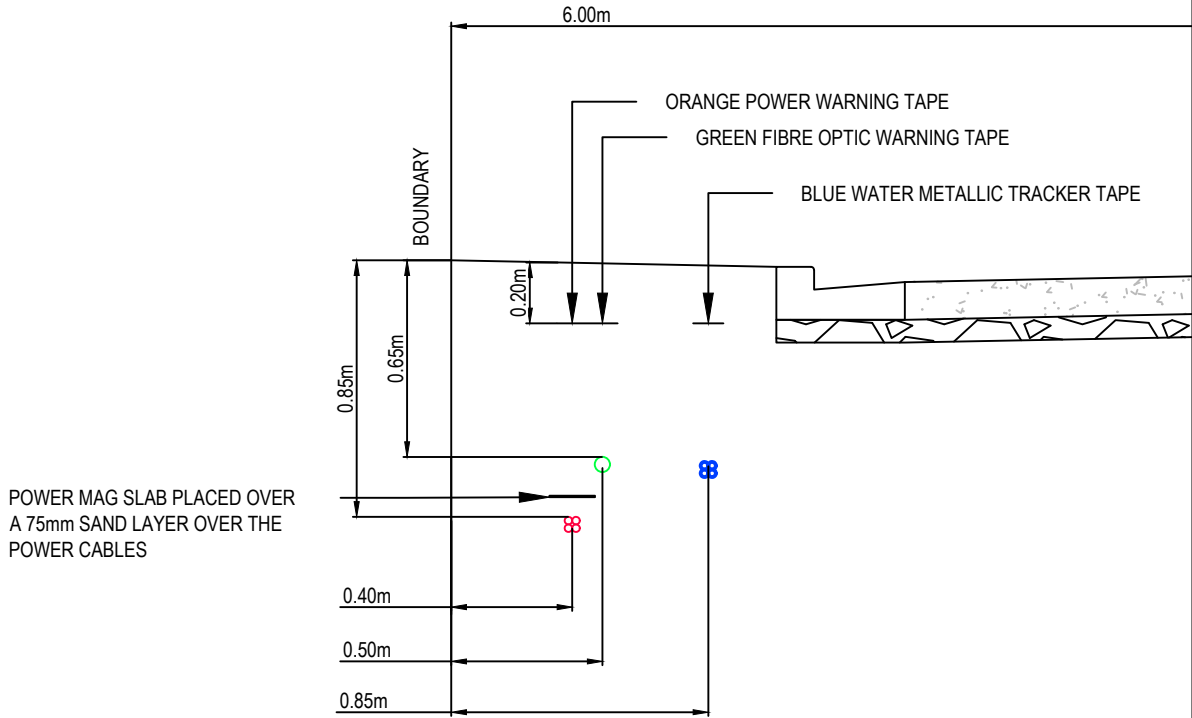 6.00m
ORANGE POWER WARNING TAPE
GREEN FIBRE OPTIC WARNING TAPE
BOUNDARY
BLUE WATER METALLIC TRACKER TAPE
0.20m
0.65m
0.85m
POWER MAG SLAB PLACED OVER
A 75mm SAND LAYER OVER THE
POWER CABLES
0.40m
0.50m
0.85m